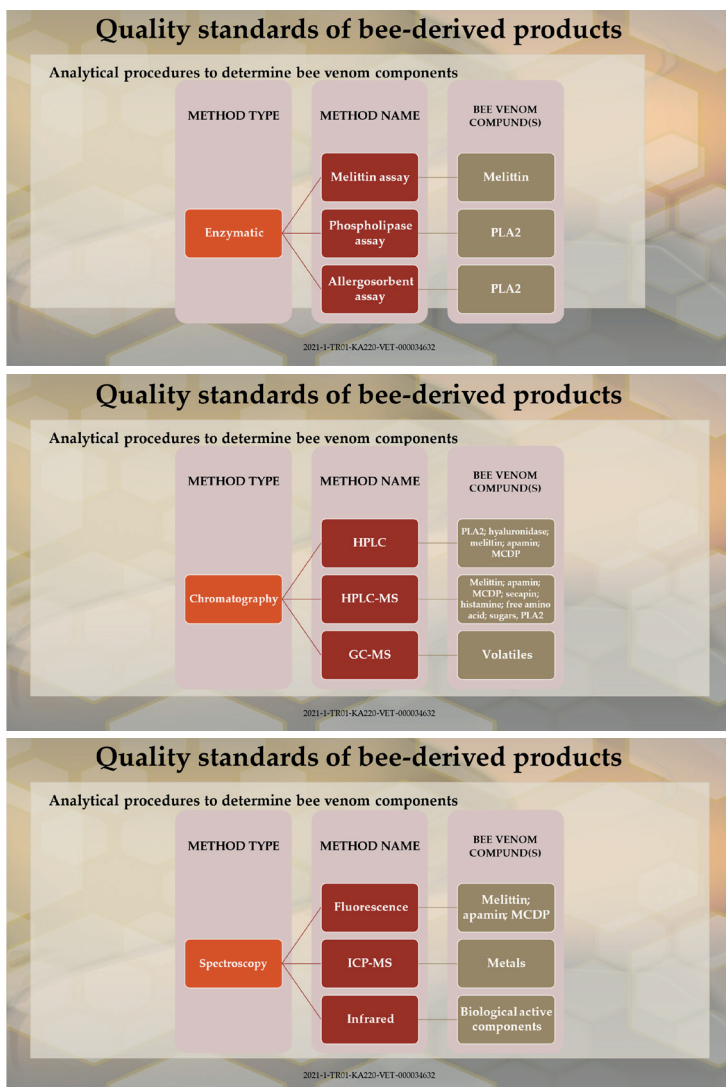 Quality standards of bee-derived products
Analytical procedures to determine bee venom components
METHOD TYPE
METHOD NAME
BEE VENOM
COMPUND(S)
Enzymatic
Melittin assay
Melittin
Phospholipase
assay
PLA2
Allergosorbent
assay
PLA2
2021-1-TR01-KA220-VET-000034632
Quality standards of bee-derived products
Analytical procedures to determine bee venom components
METHOD TYPE
METHOD NAME
BEE VENOM
COMPUND(S)
Chromatography
HPLC
PLA2; hyaluronidase;
melittin; apamin;
MCDP
HPLC-MS
Melittin; apamin;
MCDP; secapin;
histamine; free amino
acid; sugars, PLA2
GC-MS
Volatiles
2021-1-TR01-KA220-VET-000034632
Quality standards of bee-derived products
Analytical procedures to determine bee venom components
METHOD TYPE
METHOD NAME
BEE VENOM
COMPUND(S)
Spectroscopy
Fluorescence
Melittin;
apamin; MCDP
ICP-MS
Metals
Infrared
Biological active
components
2021-1-TR01-KA220-VET-000034632